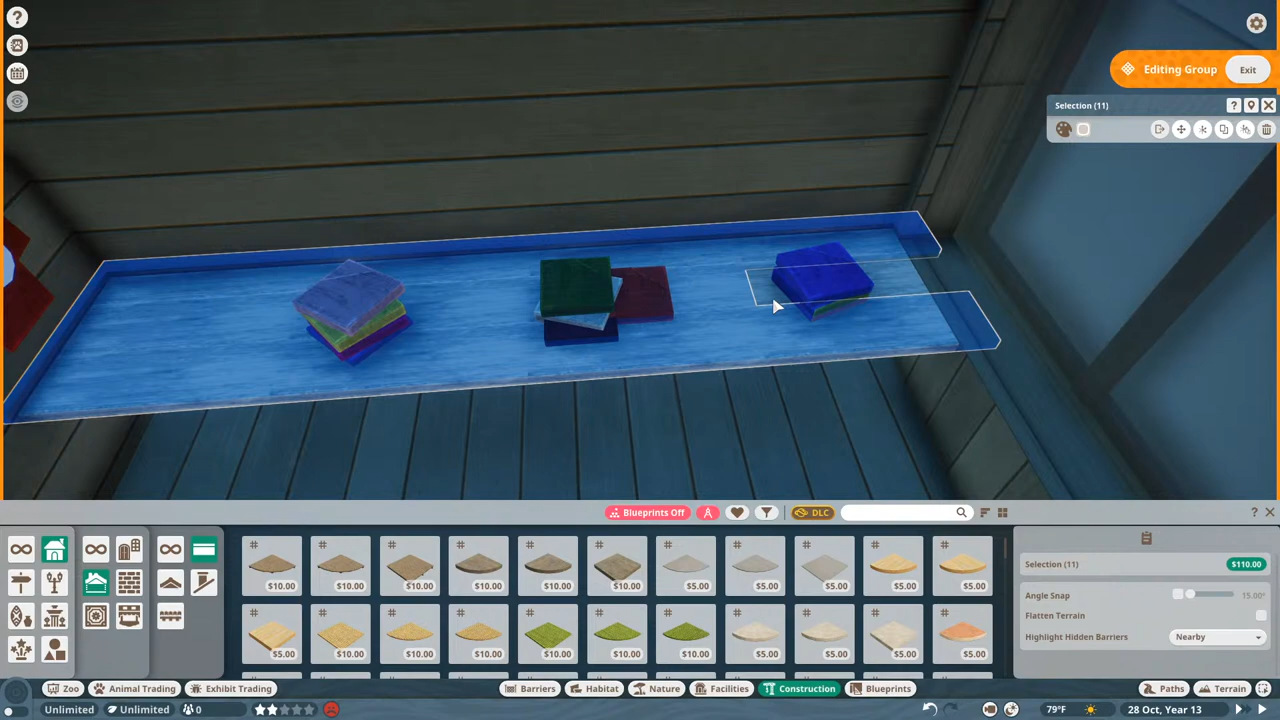 Editing Group
Exit
Selection (11)
?
Blueprints Off
DLC
$10.00 $10.00 $10.00 $10.00 $10.00 $10.00 $5.00 $5.00 $5.00 $5.00 $5.00
$5.00 $10.00 $10.00 $10.00 $10.00 $10.00 $10.00 $5.00 $5.00 $5.00 $5.00
Selection (11)
$110.00
Angle Snap
15.00°
Flatten Terrain
Highlight Hidden Barriers
Nearby
Zoo
Animal Trading
Exhibit Trading
Barriers
Habitat
Nature
Facilities
Construction
Blueprints
Paths
Terrain
Unlimited
Unlimited
0
79°F
28 Oct, Year 13